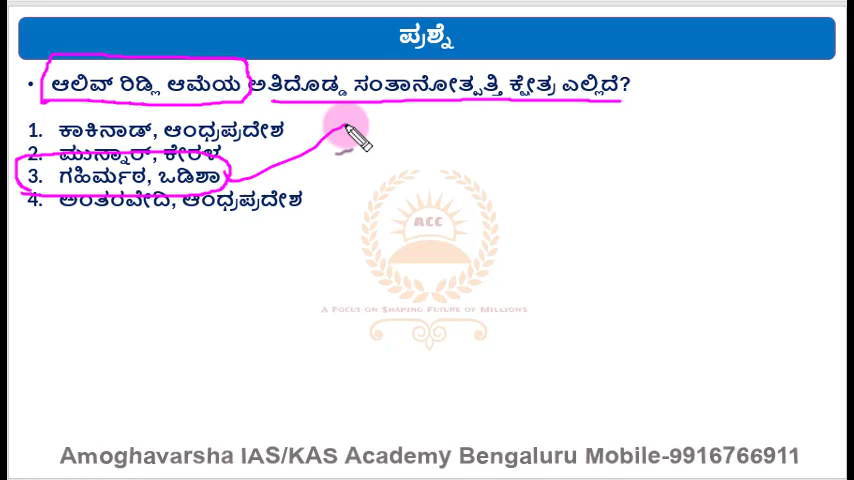 ಪ್ರಶ್ನೆ
• ಆಲಿವ್ ರಿಡ್ಲಿ ಆಮೆಯ ಅತಿದೊಡ್ಡ ಸಂತಾನೋತ್ಪತ್ತಿ ಕ್ಷೇತ್ರ ಎಲ್ಲಿದೆ?
1. ಕಾಕಿನಾಡ್, ಆಂಧ್ರಪ್ರದೇಶ
2. ಮುನ್ನಾರ್, ಕೇರಳ
3. ಗಹಿರ್ಮಠ, ಒಡಿಶಾ
4. ಅಂತರವೇದಿ, ಆಂಧ್ರಪ್ರದೇಶ
ACC
A Focus on Shaping Future of Millions
Amoghavarsha IAS/KAS Academy Bengaluru Mobile-9916766911